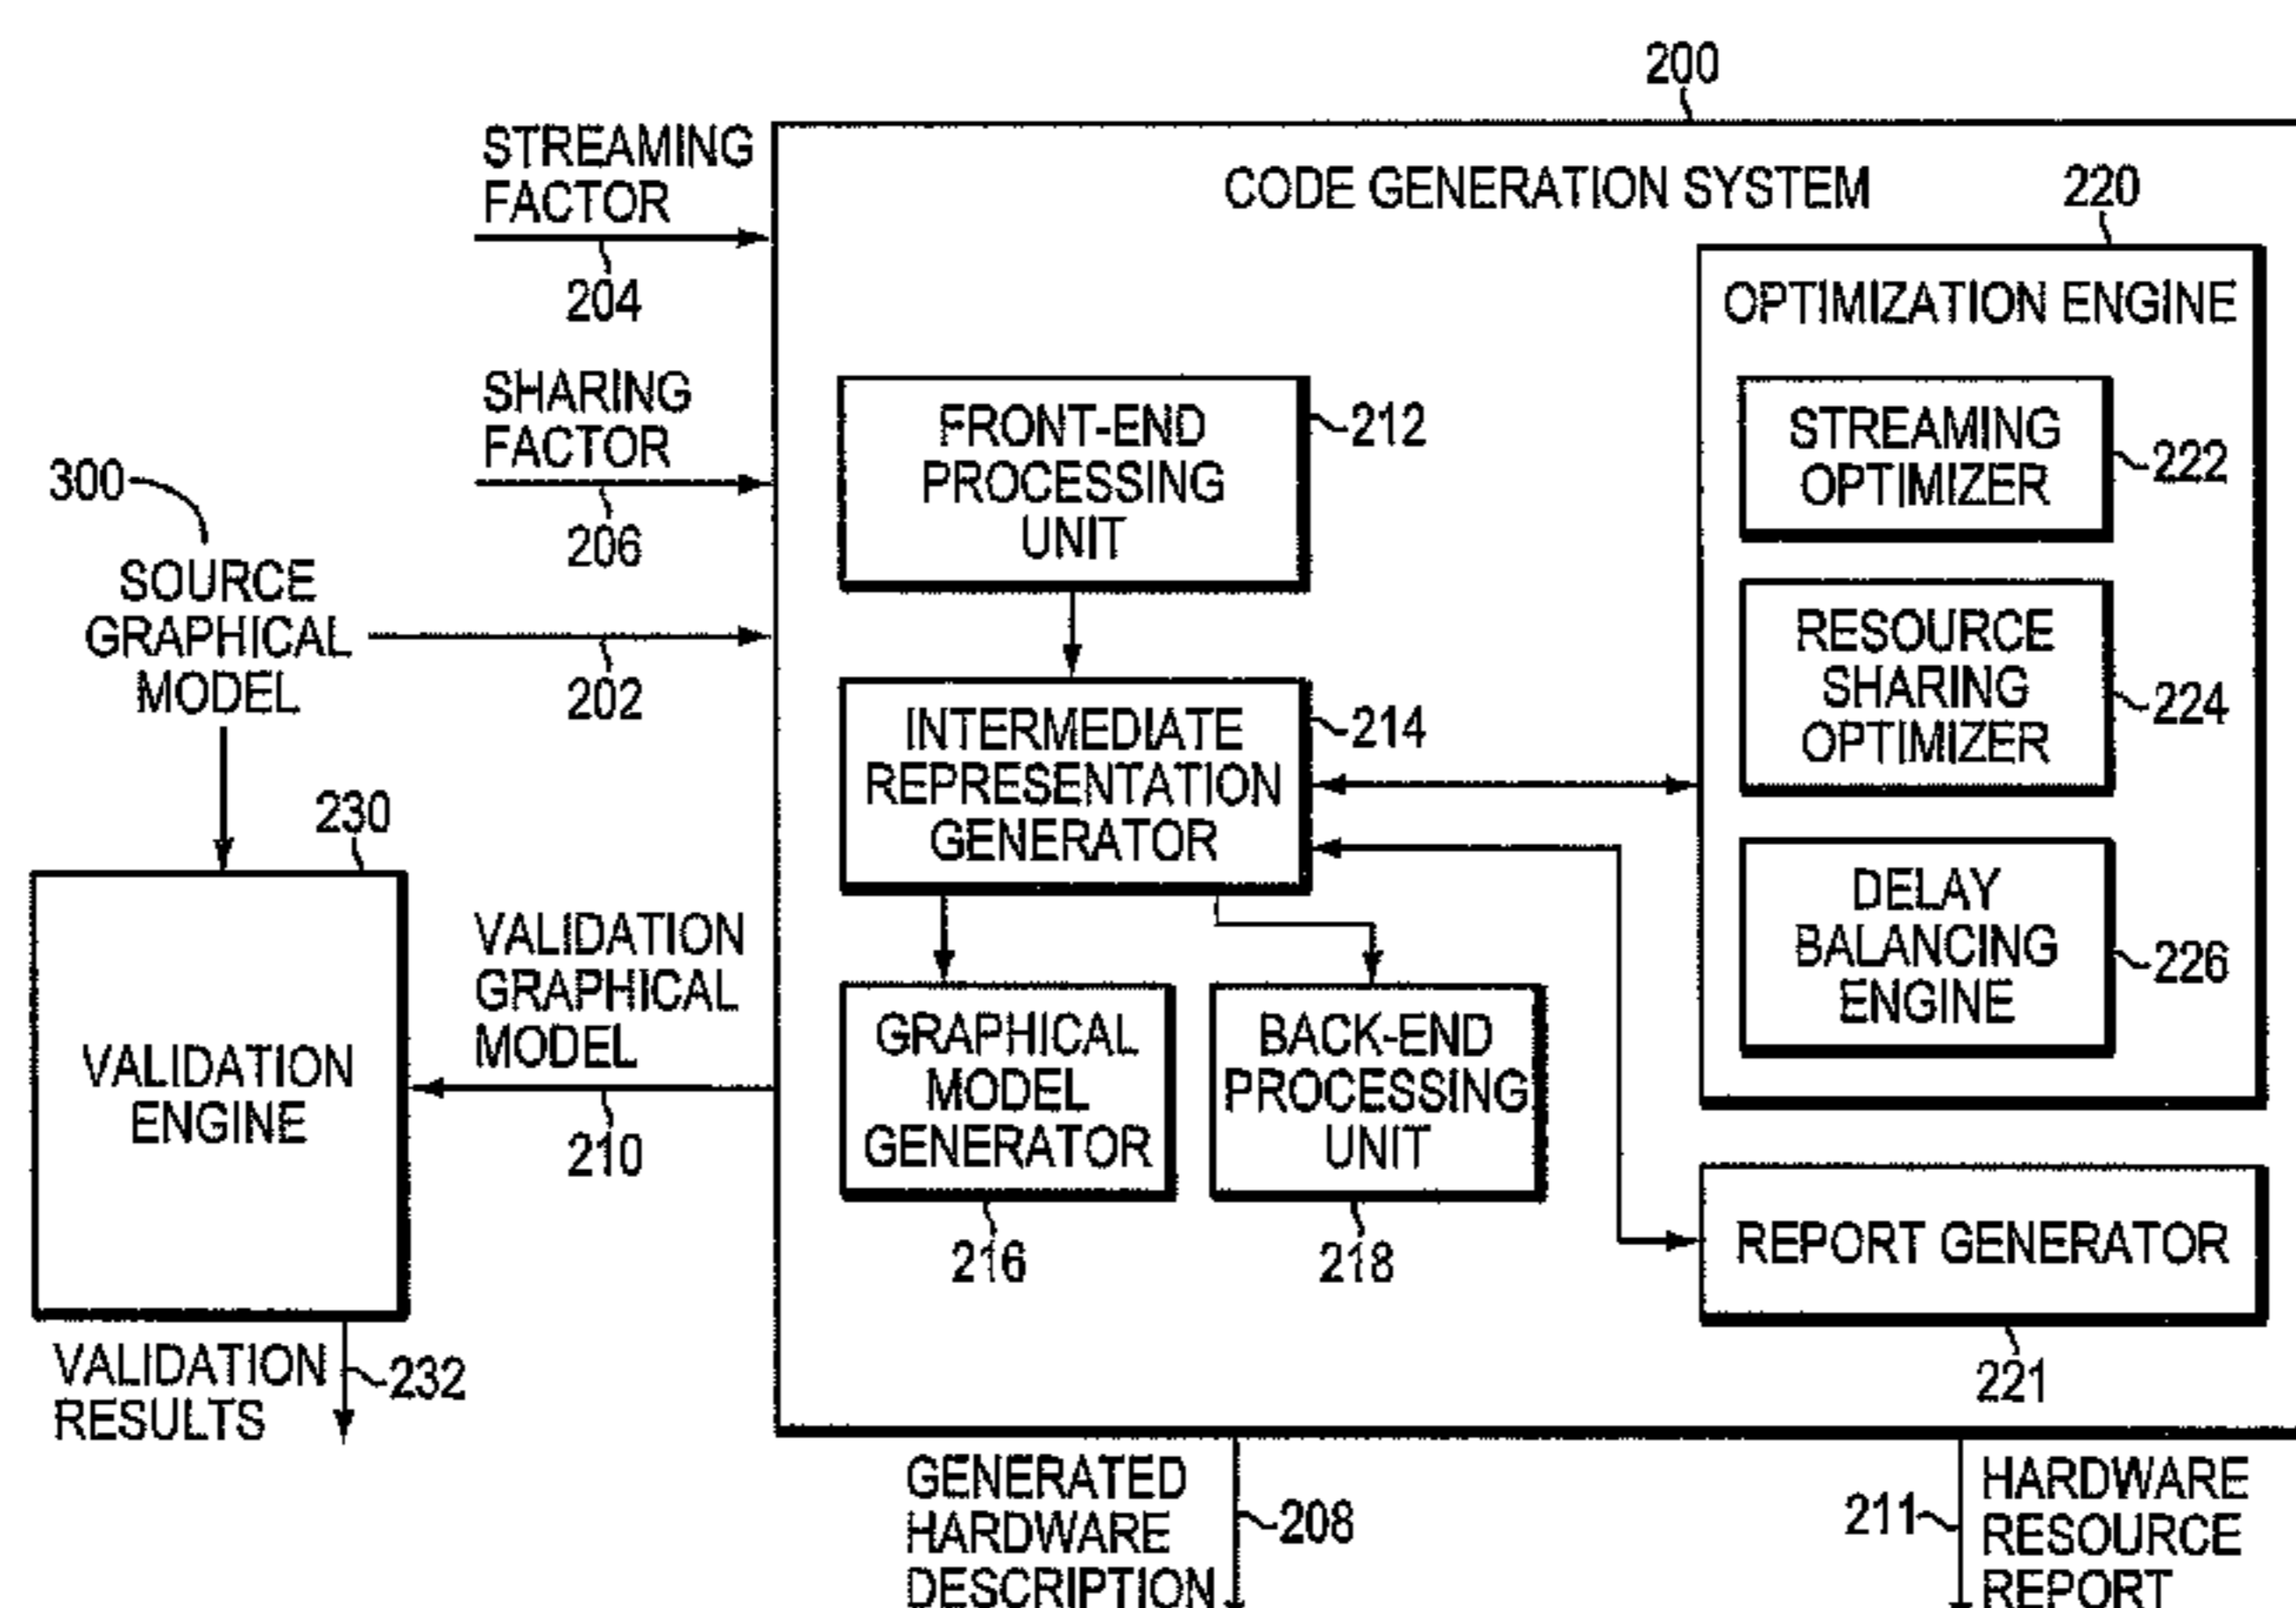 200
CODE GENERATION SYSTEM
STREAMING
FACTOR
204
SHARING
FACTOR
206
300
SOURCE
GRAPHICAL
MODEL
202
230
VALIDATION
ENGINE
VALIDATION
GRAPHICAL
MODEL
210
VALIDATION
RESULTS
232
FRONT-END
PROCESSING
UNIT
212
INTERMEDIATE
REPRESENTATION
GENERATOR
214
GRAPHICAL
MODEL
GENERATOR
216
BACK-END
PROCESSING
UNIT
218
220
OPTIMIZATION ENGINE
STREAMING
OPTIMIZER
222
RESOURCE
SHARING
OPTIMIZER
224
DELAY
BALANCING
ENGINE
226
REPORT GENERATOR
221
GENERATED
HARDWARE
DESCRIPTION
208
211
HARDWARE
RESOURCE
REPORT